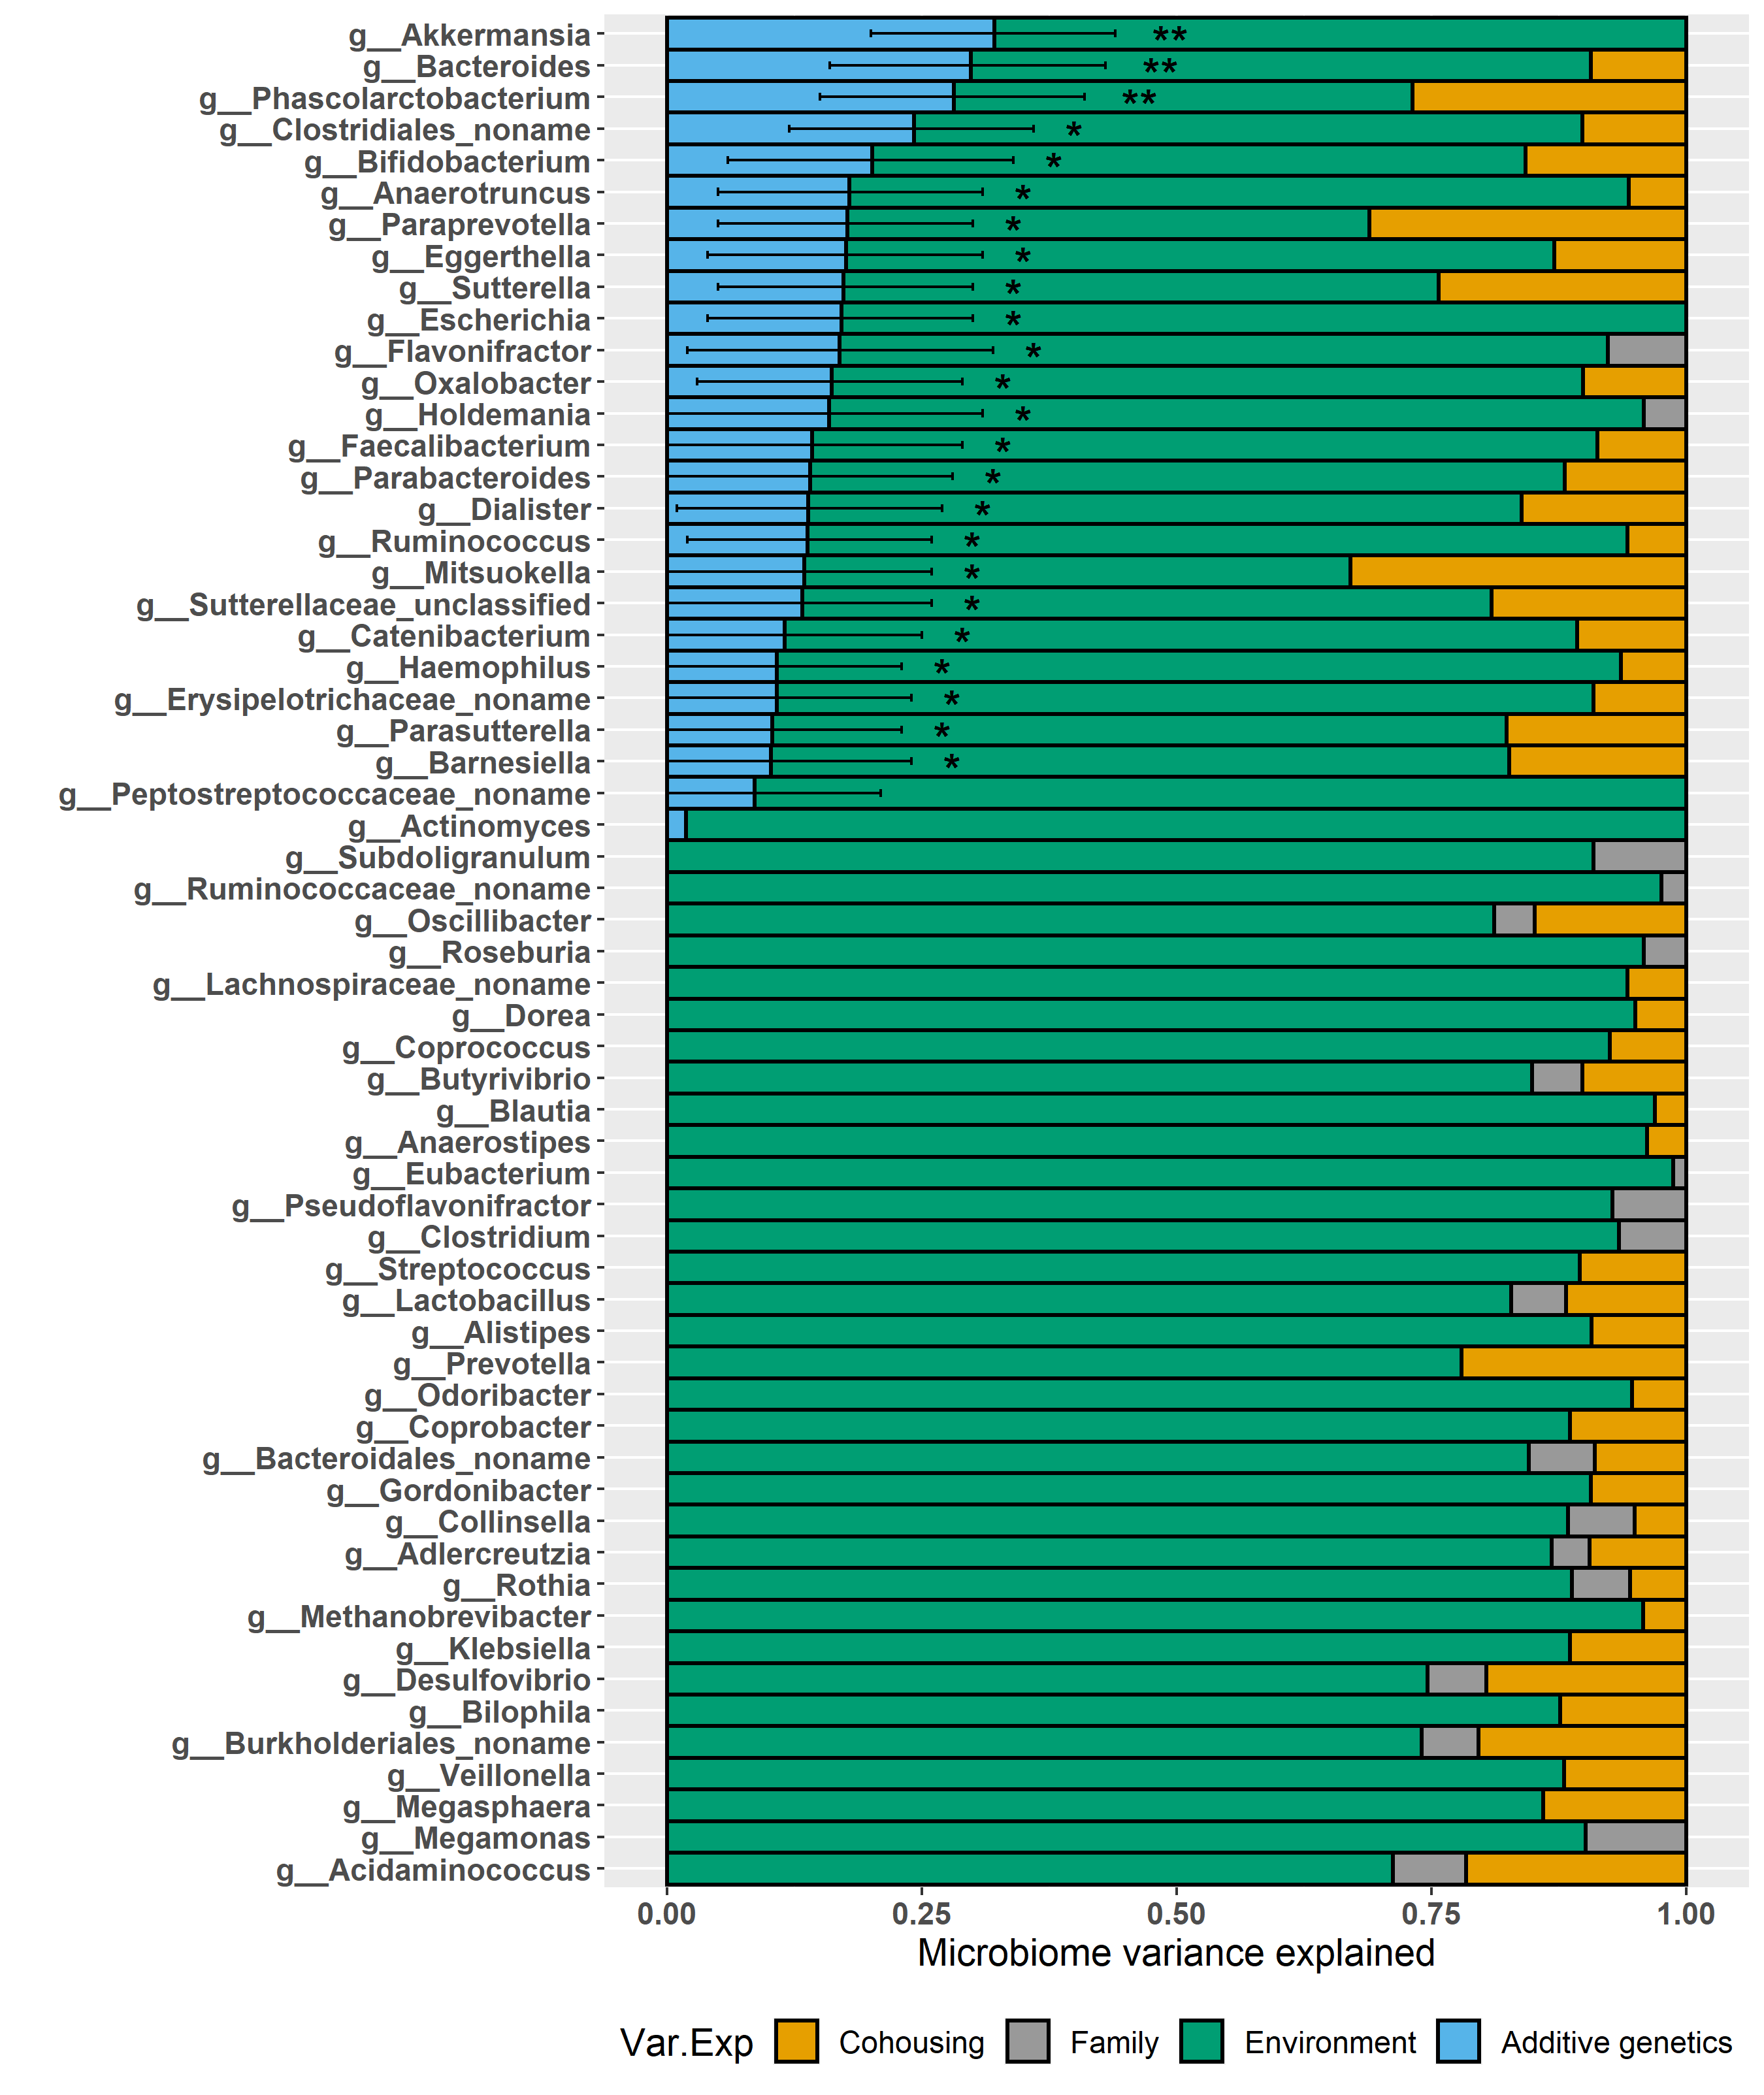 g__Akkermansia **
g__Bacteroides **
g__Phascolarctobacterium **
g__Clostridiales_noname *
g__Bifidobacterium *
g__Anaerotruncus *
g__Paraprevotella *
g__Eggerthella *
g__Sutterella *
g__Escherichia *
g__Flavonifractor *
g__Oxalobacter *
g__Holdemania *
g__Faecalibacterium *
g__Parabacteroides *
g__Dialister *
g__Ruminococcus *
g__Mitsuokella *
g__Sutterellaceae_unclassified *
g__Catenibacterium *
g__Haemophilus *
g__Erysipelotrichaceae_noname *
g__Parasutterella *
g__Barnesiella *
g__Peptostreptococcaceae_noname
g__Actinomyces
g__Subdoligranulum
g__Ruminococcaceae_noname
g__Oscillibacter
g__Roseburia
g__Lachnospiraceae_noname
g__Dorea
g__Coprococcus
g__Butyrivibrio
g__Blautia
g__Anaerostipes
g__Eubacterium
g__Pseudoflavonifractor
g__Clostridium
g__Streptococcus
g__Lactobacillus
g__Alistipes
g__Prevotella
g__Odoribacter
g__Coprobacter
g__Bacteroidales_noname
g__Gordonibacter
g__Collinsella
g__Adlercreutzia
g__Rothia
g__Methanobrevibacter
g__Klebsiella
g__Desulfovibrio
g__Bilophila
g__Burkholderiales_noname
g__Veillonella
g__Megasphaera
g__Megamonas
g__Acidaminococcus
0.00 0.25 0.50 0.75 1.00
Microbiome variance explained
Var.Exp Cohousing Family Environment Additive genetics